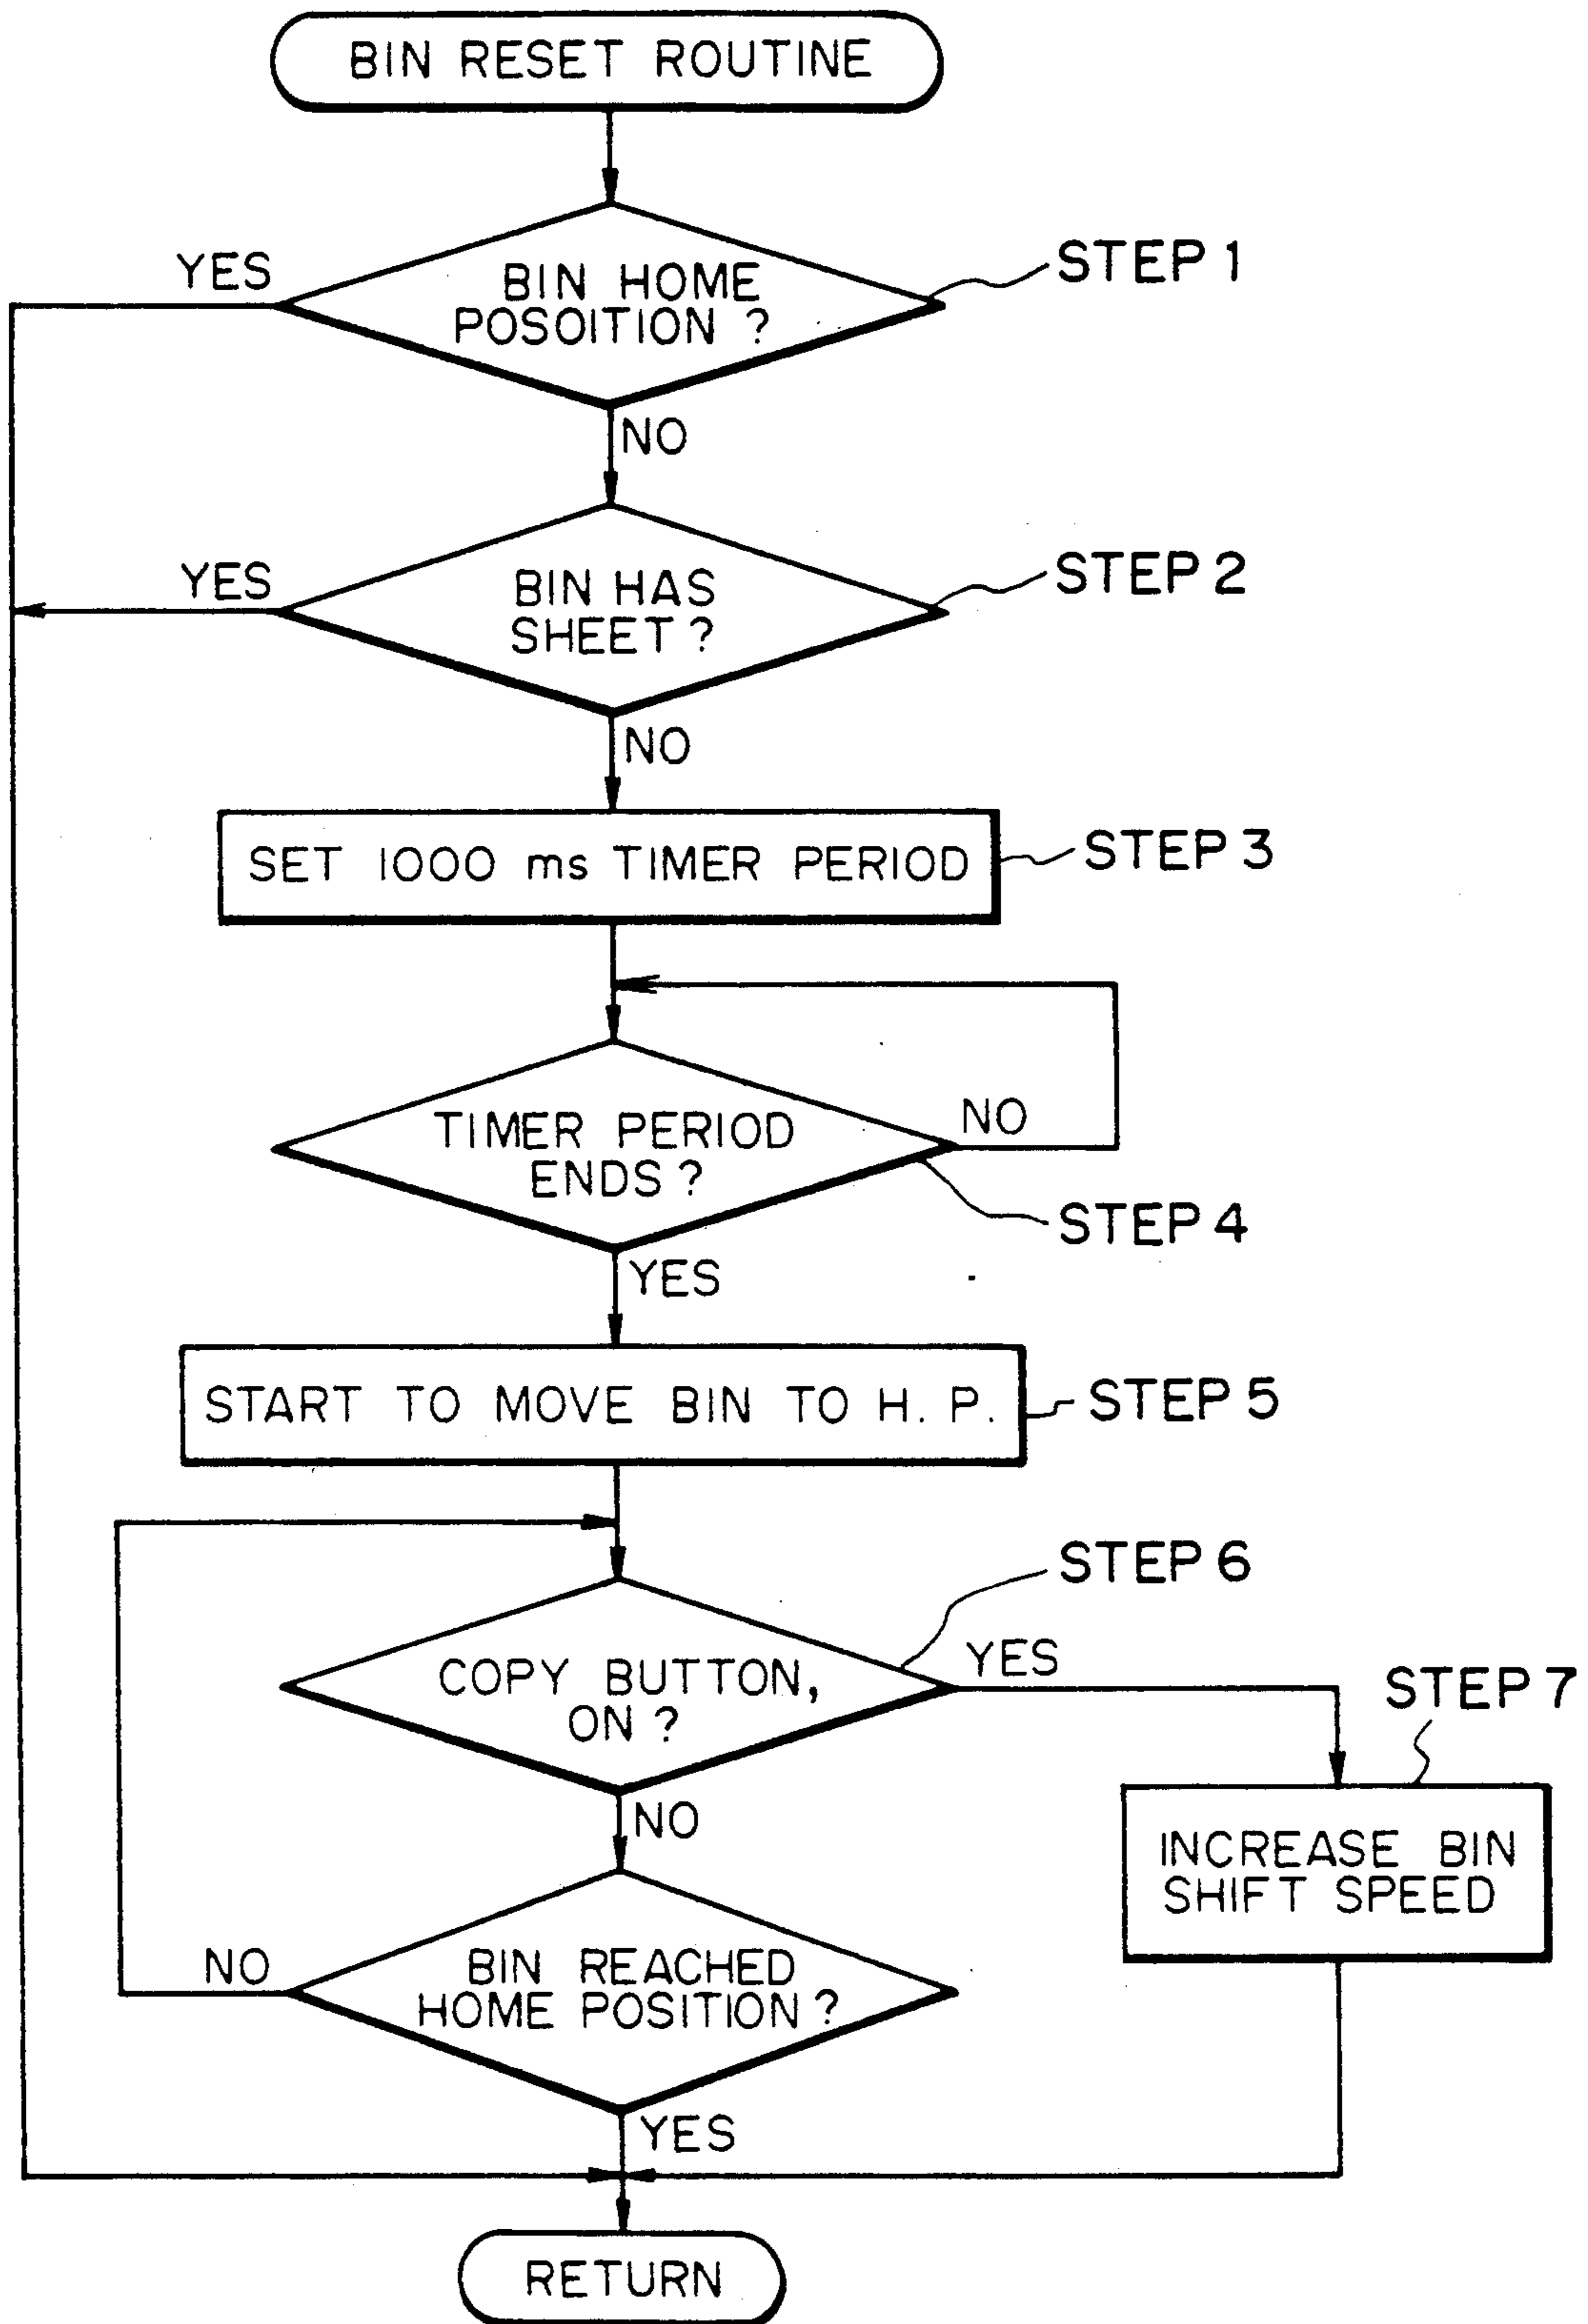 BIN RESET ROUTINE
YES
BIN HOME
POSOITION ?
STEP 1
NO
YES
BIN HAS
SHEET ?
STEP 2
NO
SET 1000 ms TIMER PERIOD
STEP 3
TIMER PERIOD
ENDS ?
NO
STEP 4
YES
START TO MOVE BIN TO H. P.
STEP 5
STEP 6
COPY BUTTON,
ON ?
YES
STEP 7
NO
INCREASE BIN
SHIFT SPEED
NO
BIN REACHED
HOME POSITION ?
YES
RETURN